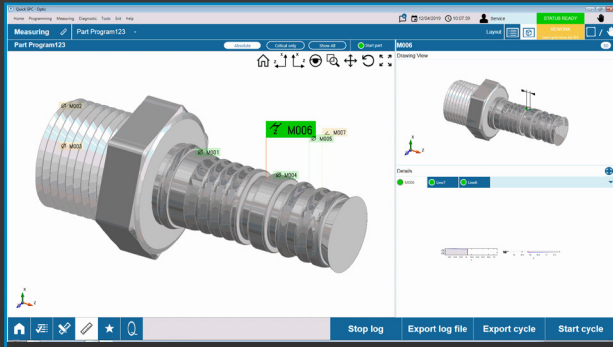 Quick SPC - Optio
Home Programming Measuring Diagnostic Tools Exit Help
12/04/2019 10:07:39 Service STATUS READY
Measuring Part Program123 Layout REWORK
Part Program123 Absolute Critical only Show All Start part M006
Drawing View
M002
M003
M001
M006
M007
M005
M004
Details
M006
Stop log Export log file Export cycle Start cycle